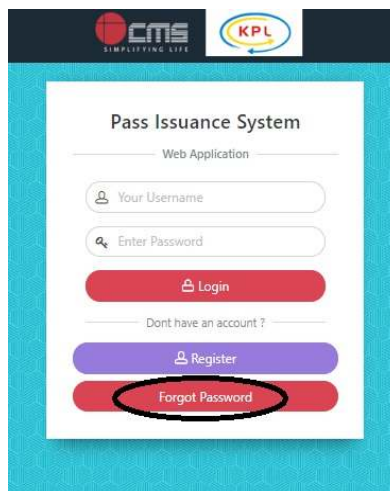 CMS
SIMPLIFYING LIFE
KPL
Pass Issuance System
Web Application
Your Username
Enter Password
Login
Dont have an account ?
Register
Forgot Password